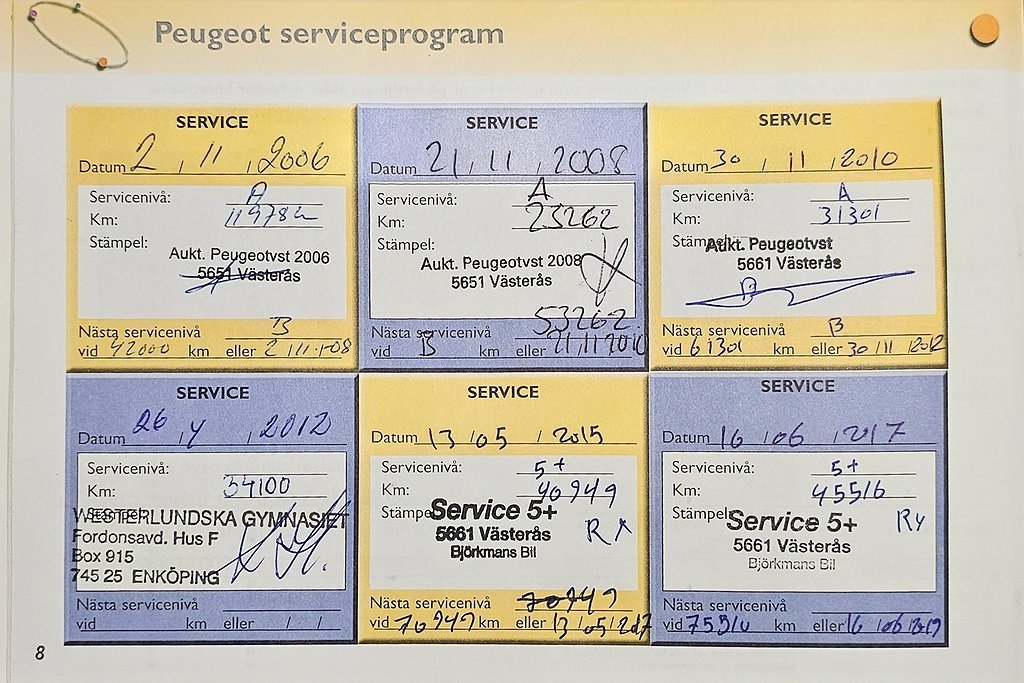 Peugeot serviceprogram
SERVICE
Datum 2 / 11 / 2006
Servicenivå: A
Km:
Stämpel:
Aukt. Peugeotvst 2006
5651 Västerås
Nästa servicenivå B
vid 42000 km eller 2 / 11 / -08
SERVICE
Datum 21 / 11 / 2008
Servicenivå: A
Km: 23262
Stämpel:
Aukt. Peugeotvst 2008
5651 Västerås
Nästa servicenivå 53262
vid B km eller 21/11 2010
SERVICE
Datum 30 / 11 / 2010
Servicenivå: A
Km: 31301
Stämpel:
Aukt. Peugeotvst
5661 Västerås
Nästa servicenivå B
vid 61301 km eller 30 / 11 / 2012
SERVICE
Datum 26 / 4 / 2012
Servicenivå:
Km: 34100
WESTERLUNDSKA GYMNASIET
Fordonsavd. Hus F
Box 915
745 25 ENKÖPING
Nästa servicenivå
vid km eller / /
SERVICE
Datum 13 / 05 / 2015
Servicenivå: 5+
Km: 40949
Stämpel:
Service 5+
5661 Västerås
Björkmans Bil
Nästa servicenivå 70949
vid 70949 km eller 13 / 05 / 2017
SERVICE
Datum 16 / 06 / 2017
Servicenivå: 5+
Km: 45516
Stämpel:
Service 5+
5661 Västerås
Björkmans Bil
Nästa servicenivå
vid 75516 km eller 16 / 06 / 2019
8